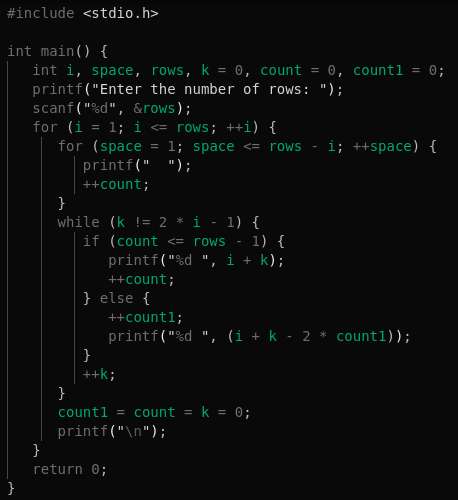 #include <stdio.h>

int main() {
   int i, space, rows, k = 0, count = 0, count1 = 0;
   printf("Enter the number of rows: ");
   scanf("%d", &rows);
   for (i = 1; i <= rows; ++i) {
      for (space = 1; space <= rows - i; ++space) {
         printf("  ");
         ++count;
      }
      while (k != 2 * i - 1) {
         if (count <= rows - 1) {
            printf("%d ", i + k);
            ++count;
         } else {
            ++count1;
            printf("%d ", (i + k - 2 * count1));
         }
         ++k;
      }
      count1 = count = k = 0;
      printf("\n");
   }
   return 0;
}